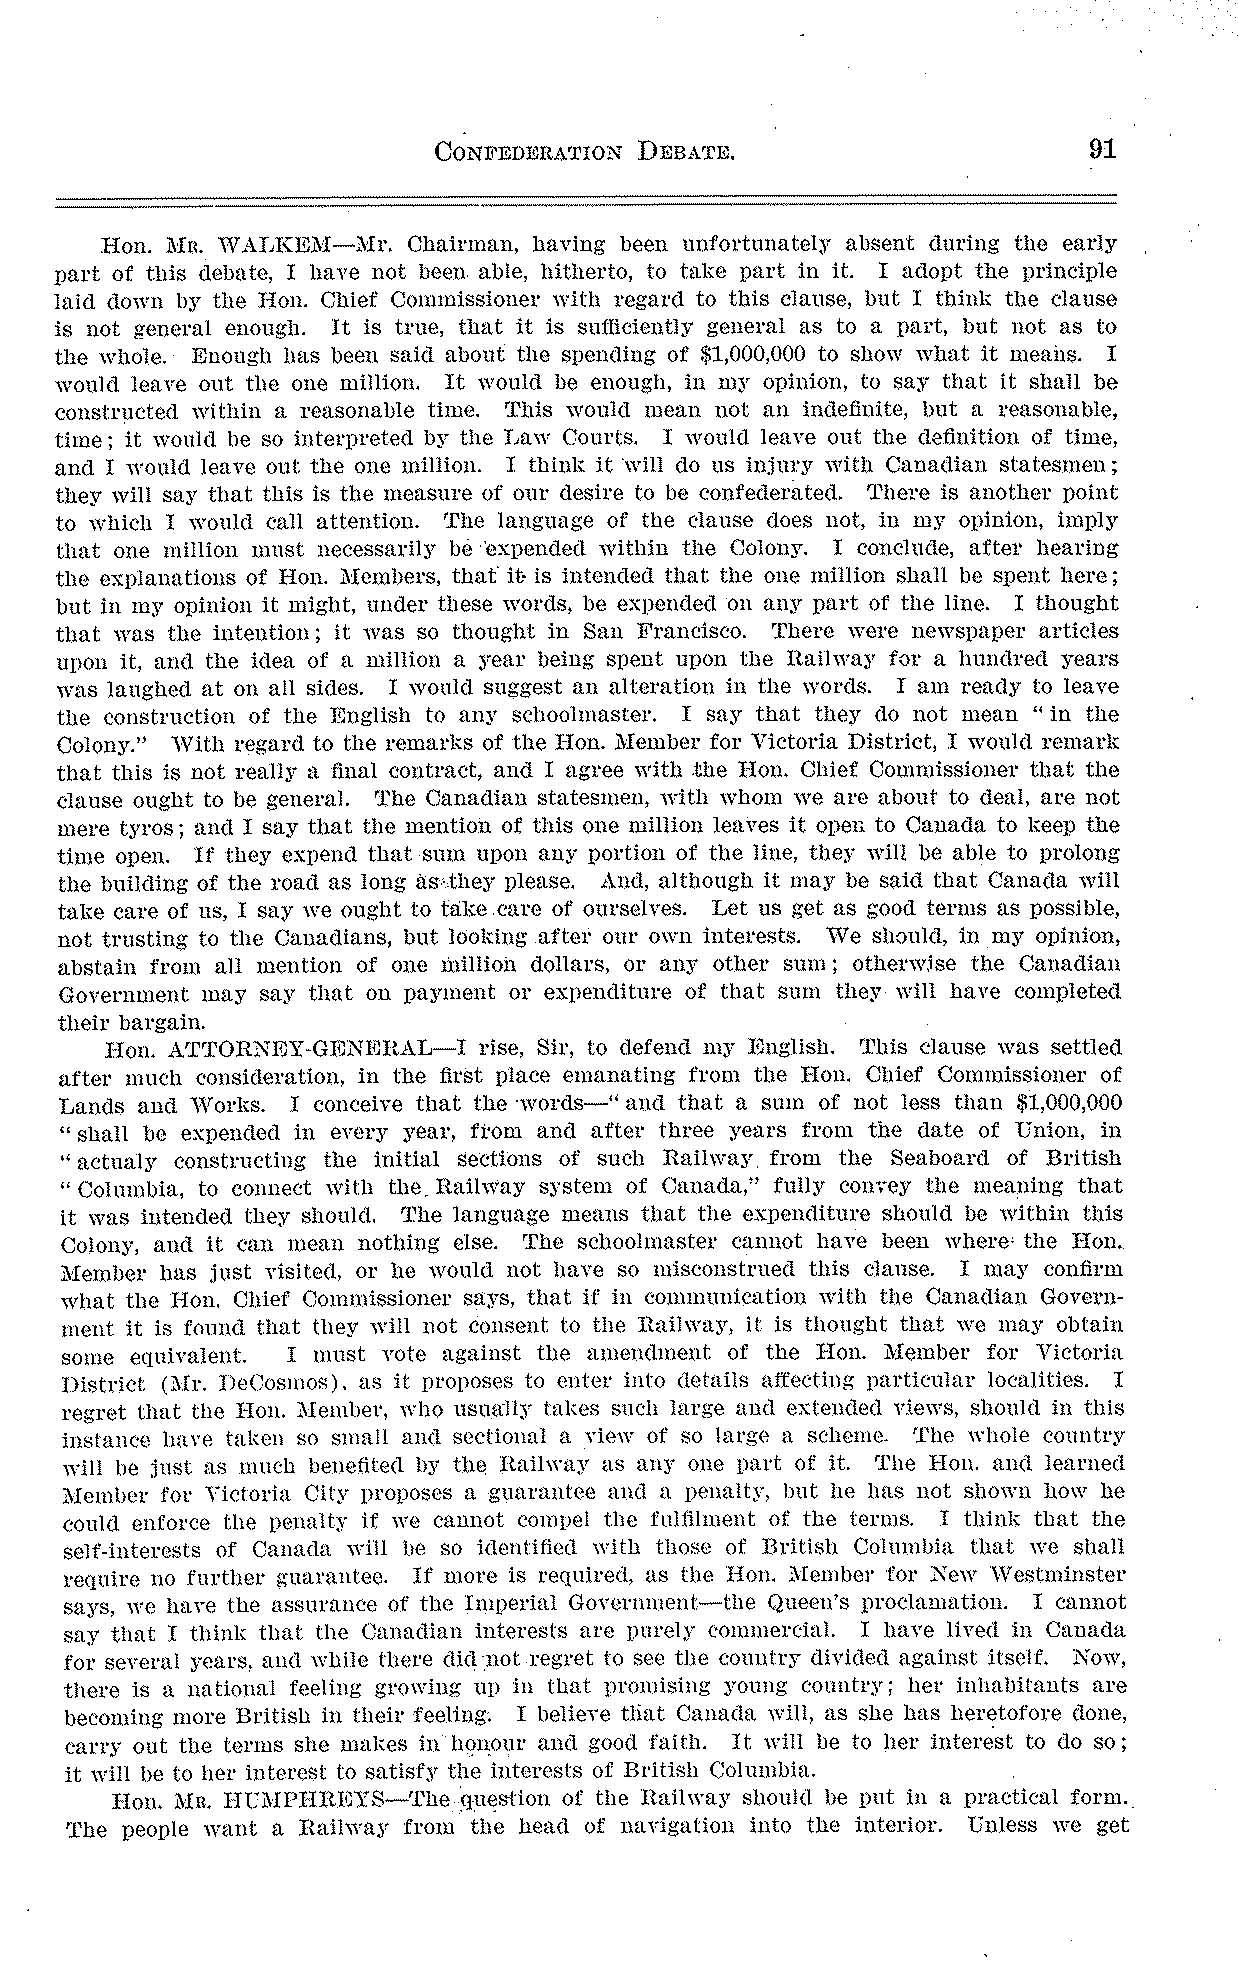 CONFEDERATION DEBATE. 91
Hon. MR. WALKEM—Mr. Chairman, having been unfortunately absent during the early
part of this debate, I have not been able, hitherto, to take part in it. I adopt the principle
laid down by the Hon. Chief Commissioner with regard to this clause, but I think the clause
is not general enough. It is true, that it is sufficiently general as to a part, but not as to
the whole. Enough has been said about the spending of $1,000,000 to show what it means. I
would leave out the one million. It would be enough, in my opinion, to say that it shall be
constructed within a reasonable time. This would mean not an indefinite, but a reasonable,
time; it would be so interpreted by the Law Courts. I would leave out the definition of time,
and I would leave out the one million. I think it will do us injury with Canadian statesmen;
they will say that this is the measure of our desire to be confederated. There is another point
to which I would call attention. The language of the clause does not, in my opinion, imply
that one million must necessarily be expended within the Colony. I conclude, after hearing
the explanations of Hon. Members, that it is intended that the one million shall be spent here;
but in my opinion it might, under these words, be expended on any part of the line. I thought
that was the intention; it was so thought in San Francisco. There were newspaper articles
upon it, and the idea of a million a year being spent upon the Railway for a hundred years
was laughed at on all sides. I would suggest an alteration in the words. I am ready to leave
the construction of the English to any schoolmaster. I say that they do not mean “in the
Colony.” With regard to the remarks of the Hon. Member for Victoria District, I would remark
that this is not really a final contract, and I agree with the Hon. Chief Commissioner that the
clause ought to be general. The Canadian statesmen, with whom we are about to deal, are not
mere tyros; and I say that the mention of this one million leaves it open to Canada to keep the
time open. If they expend that sum upon any portion of the line, they will be able to prolong
the building of the road as long as they please. And, although it may be said that Canada will
take care of us, I say we ought to take care of ourselves. Let us get as good terms as possible,
not trusting to the Canadians, but looking after our own interests. We should, in my opinion,
abstain from all mention of one million dollars, or any other sum; otherwise the Canadian
Government may say that on payment or expenditure of that sum they will have completed
their bargain.
Hon. ATTORNEY-GENERAL—I rise, Sir, to defend my English. This clause was settled
after much consideration, in the first place emanating from the Hon. Chief Commissioner of
Lands and Works. I conceive that the words—“and that a sum of not less than $1,000,000
“shall be expended in every year, from and after three years from the date of Union, in
“actualy constructing the initial sections of such Railway from the Seaboard of British
“Columbia, to connect with the Railway system of Canada,” fully convey the meaning that
it was intended they should. The language means that the expenditure should be within this
Colony, and it can mean nothing else. The schoolmaster cannot have been where the Hon.
Member has just visited, or he would not have so misconstrued this clause. I may confirm
what the Hon. Chief Commissioner says, that if in communication with the Canadian Govern-
ment it is found that they will not consent to the Railway, it is thought that we may obtain
some equivalent. I must vote against the amendment of the Hon. Member for Victoria
District (Mr. DeCosmos), as it proposes to enter into details affecting particular localities. I
regret that the Hon. Member, who usually takes such large and extended views, should in this
instance have taken so small and sectional a view of so large a scheme. The whole country
will be just as much benefited by the Railway as any one part of it. The Hon. and learned
Member for Victoria City proposes a guarantee and a penalty, but he has not shown how he
could enforce the penalty if we cannot compel the fulfilment of the terms. I think that the
self-interests of Canada will be so identified with those of British Columbia that we shall
require no further guarantee. If more is required, as the Hon. Member for New Westminster
says, we have the assurance of the Imperial Government—the Queen's proclamation. I cannot
say that I think that the Canadian interests are purely commercial. I have lived in Canada
for several years, and while there did not regret to see the country divided against itself. Now,
there is a national feeling growing up in that promising young country; her inhabitants are
becoming more British in their feeling. I believe that Canada will, as she has heretofore done,
carry out the terms she makes in honour and good faith. It will be to her interest to do so;
it will be to her interest to satisfy the interests of British Columbia.
Hon. MR. HUMPHREYS—The question of the Railway should be put in a practical form.
The people want a Railway from the head of navigation into the interior. Unless we get